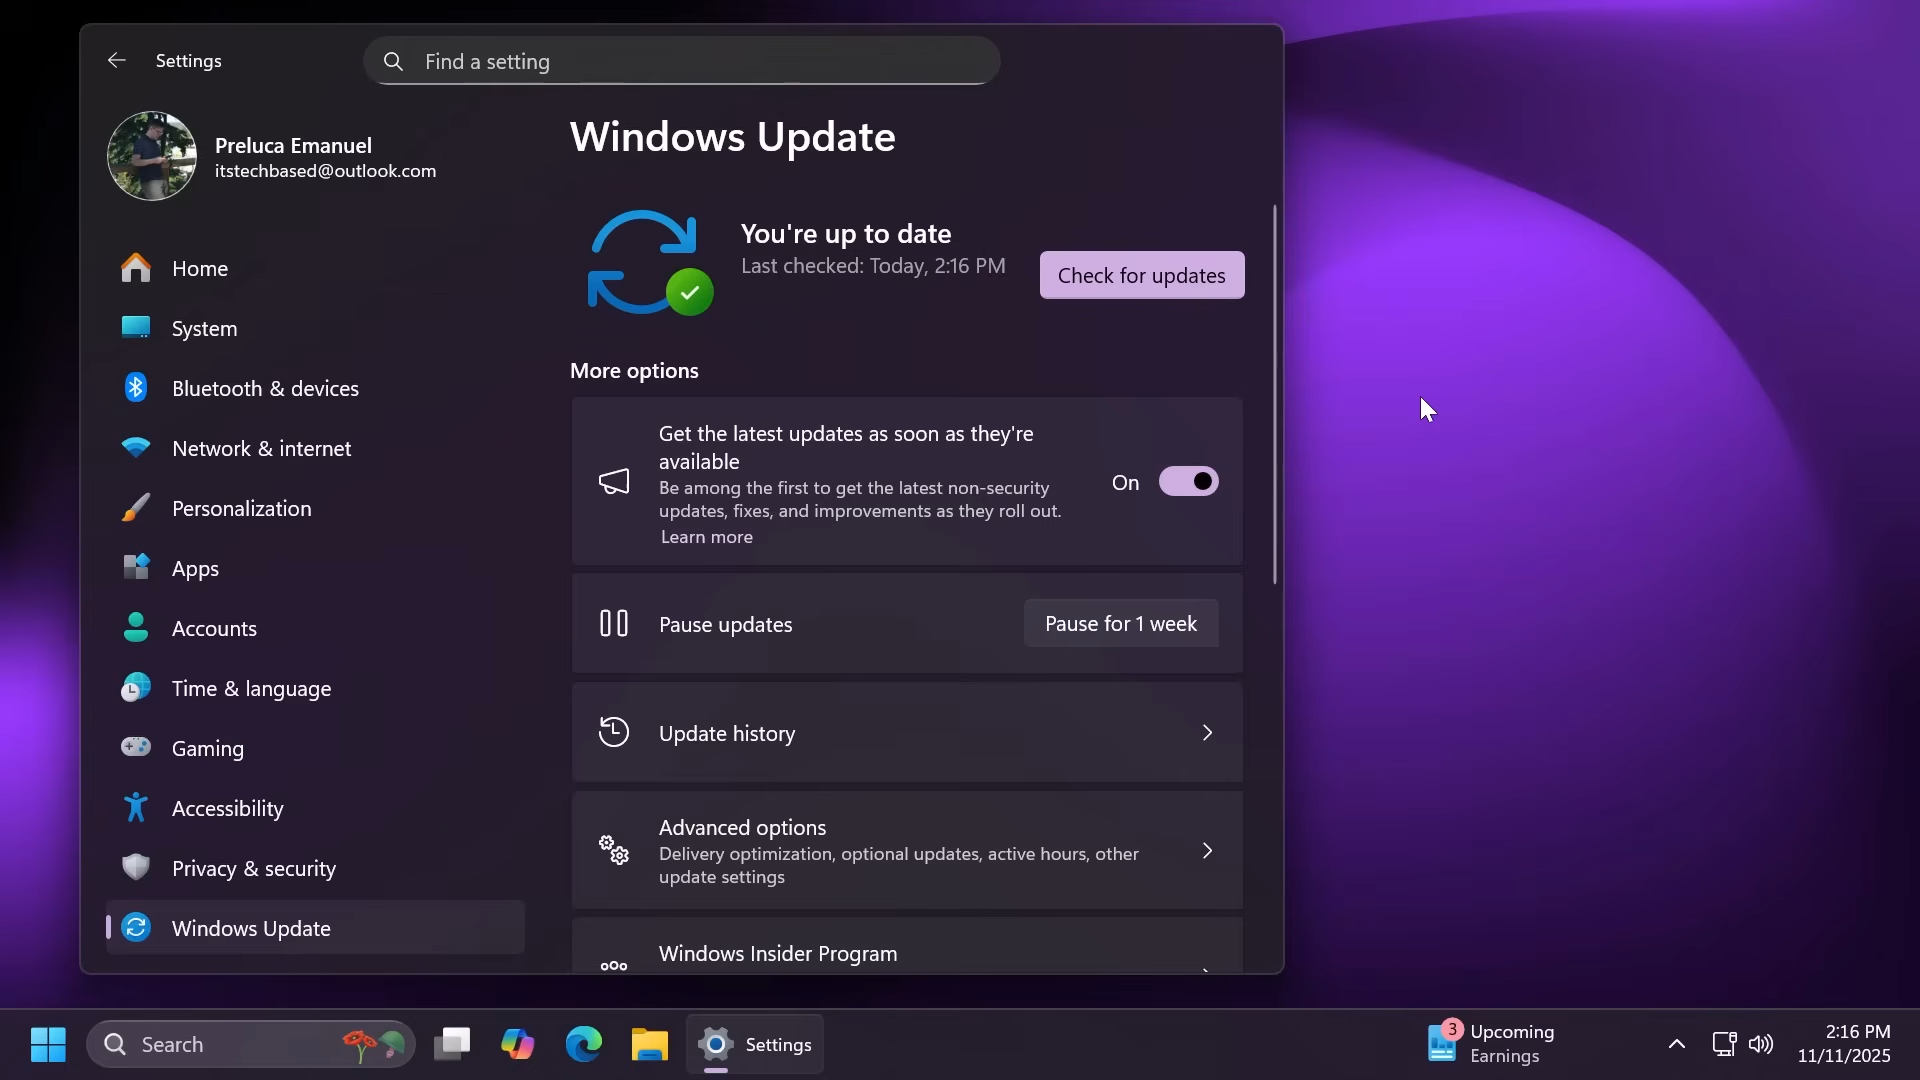 Settings
Find a setting
Preluca Emanuel
itstechbased@outlook.com
Home
System
Bluetooth & devices
Network & internet
Personalization
Apps
Accounts
Time & language
Gaming
Accessibility
Privacy & security
Windows Update
Windows Update
You're up to date
Last checked: Today, 2:16 PM
Check for updates
More options
Get the latest updates as soon as they're
available
Be among the first to get the latest non-security
updates, fixes, and improvements as they roll out.
Learn more
On
Pause updates
Pause for 1 week
Update history
Advanced options
Delivery optimization, optional updates, active hours, other
update settings
Windows Insider Program
Search
Settings
3
Upcoming
Earnings
2:16 PM
11/11/2025